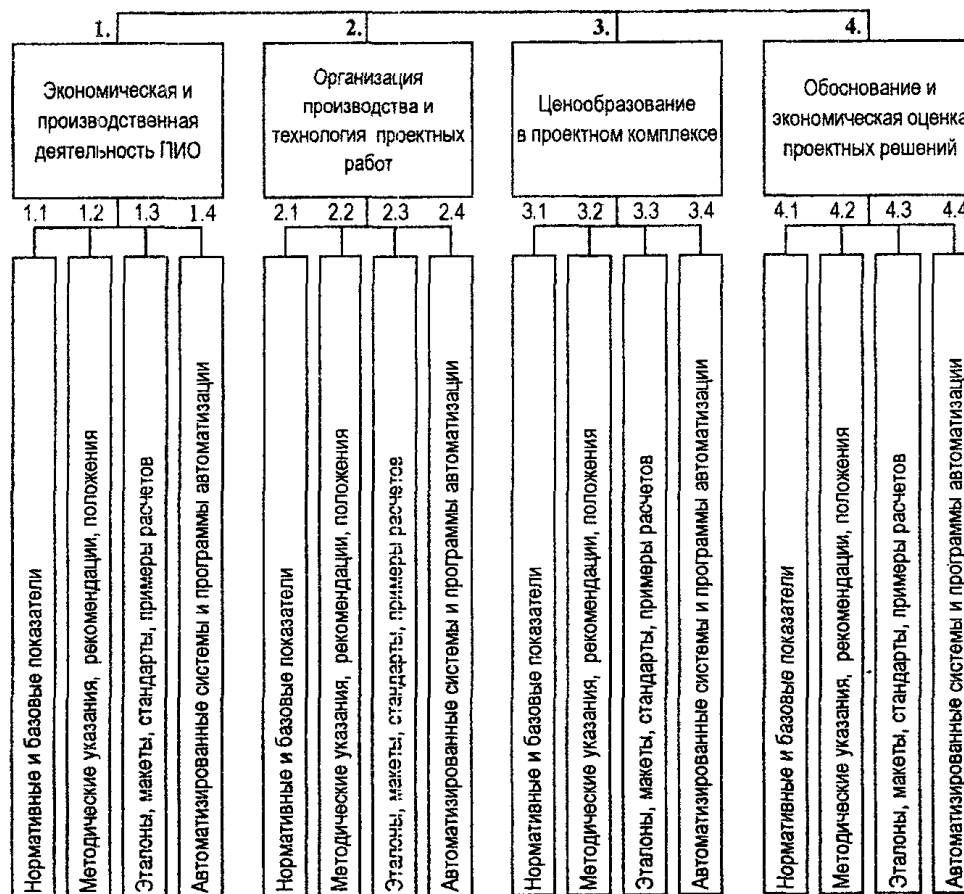 1.
Экономическая и
производственная
деятельность ПИО
2.
Организация
производства и
технология проектных
работ
3.
Ценообразование
в проектном комплексе
4.
Обоснование и
экономическая оценка
проектных решений
1.1 1.2 1.3 1.4
2.1 2.2 2.3 2.4
3.1 3.2 3.3 3.4
4.1 4.2 4.3 4.4
Нормативные и базовые показатели
Методические указания, рекомендации, положения
Эталоны, макеты, стандарты, примеры расчетов
Автоматизированные системы и программы автоматизации
Нормативные и базовые показатели
Методические указания, рекомендации, положения
Эталоны, макеты, стандарты, примеры расчетов
Автоматизированные системы и программы автоматизации
Нормативные и базовые показатели
Методические указания, рекомендации, положения
Эталоны, макеты, стандарты, примеры расчетов
Автоматизированные системы и программы автоматизации
Нормативные и базовые показатели
Методические указания, рекомендации, положения
Эталоны, макеты, стандарты, примеры расчетов
Автоматизированные системы и программы автоматизации